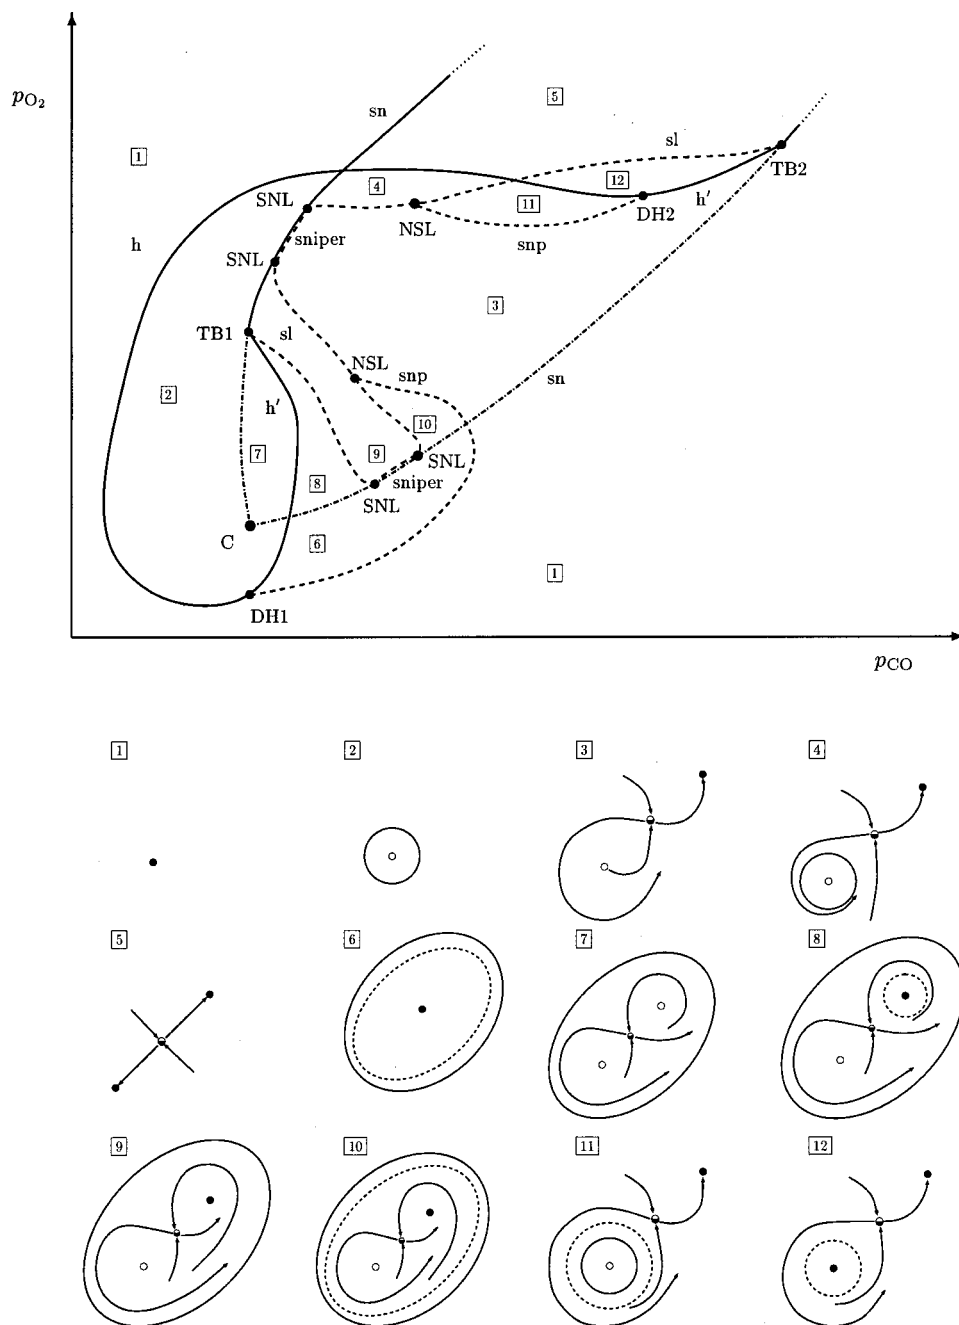 p_O2
5
sn
1
sl
TB2
12
4
SNL
11
h′
DH2
NSL
h
sniper
snp
SNL
3
TB1
sl
NSL
snp
sn
2
h′
10
7
9
SNL
8
sniper
SNL
C
6
1
DH1
p_CO
1
2
3
4
5
6
7
8
9
10
11
12